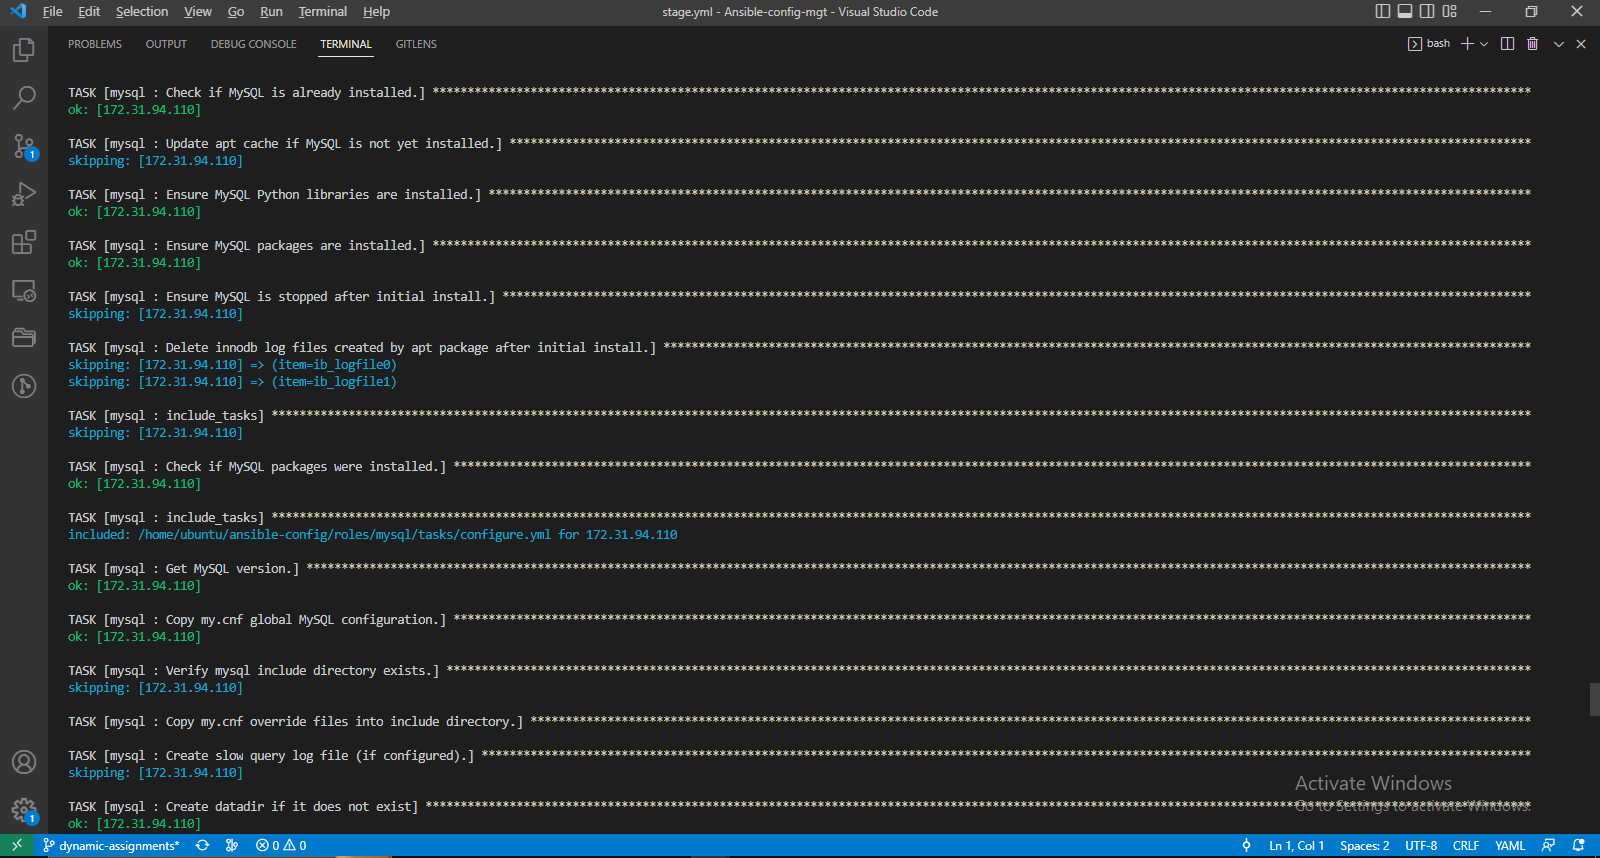 File Edit Selection View Go Run Terminal Help
stage.yml - Ansible-config-mgt - Visual Studio Code
PROBLEMS OUTPUT DEBUG CONSOLE TERMINAL GITLENS
bash
TASK [mysql : Check if MySQL is already installed.] ****************************************************************************************************************************************************
ok: [172.31.94.110]
TASK [mysql : Update apt cache if MySQL is not yet installed.] *****************************************************************************************************************************************
skipping: [172.31.94.110]
TASK [mysql : Ensure MySQL Python libraries are installed.] ********************************************************************************************************************************************
ok: [172.31.94.110]
TASK [mysql : Ensure MySQL packages are installed.] ****************************************************************************************************************************************************
ok: [172.31.94.110]
TASK [mysql : Ensure MySQL is stopped after initial install.] ******************************************************************************************************************************************
skipping: [172.31.94.110]
TASK [mysql : Delete innodb log files created by apt package after initial install.] *******************************************************************************************************************
skipping: [172.31.94.110] => (item=ib_logfile0)
skipping: [172.31.94.110] => (item=ib_logfile1)
TASK [mysql : include_tasks] ***************************************************************************************************************************************************************************
skipping: [172.31.94.110]
TASK [mysql : Check if MySQL packages were installed.] *************************************************************************************************************************************************
ok: [172.31.94.110]
TASK [mysql : include_tasks] ***************************************************************************************************************************************************************************
included: /home/ubuntu/ansible-config/roles/mysql/tasks/configure.yml for 172.31.94.110
TASK [mysql : Get MySQL version.] **********************************************************************************************************************************************************************
ok: [172.31.94.110]
TASK [mysql : Copy my.cnf global MySQL configuration.] *************************************************************************************************************************************************
ok: [172.31.94.110]
TASK [mysql : Verify mysql include directory exists.] **************************************************************************************************************************************************
skipping: [172.31.94.110]
TASK [mysql : Copy my.cnf override files into include directory.] **************************************************************************************************************************************
TASK [mysql : Create slow query log file (if configured).] *********************************************************************************************************************************************
skipping: [172.31.94.110]
TASK [mysql : Create datadir if it does not exist] *****************************************************************************************************************************************************
ok: [172.31.94.110]
Activate Windows
Go to Settings to activate Windows.
1
1
dynamic-assignments* 0 0 Ln 1, Col 1 Spaces: 2 UTF-8 CRLF YAML